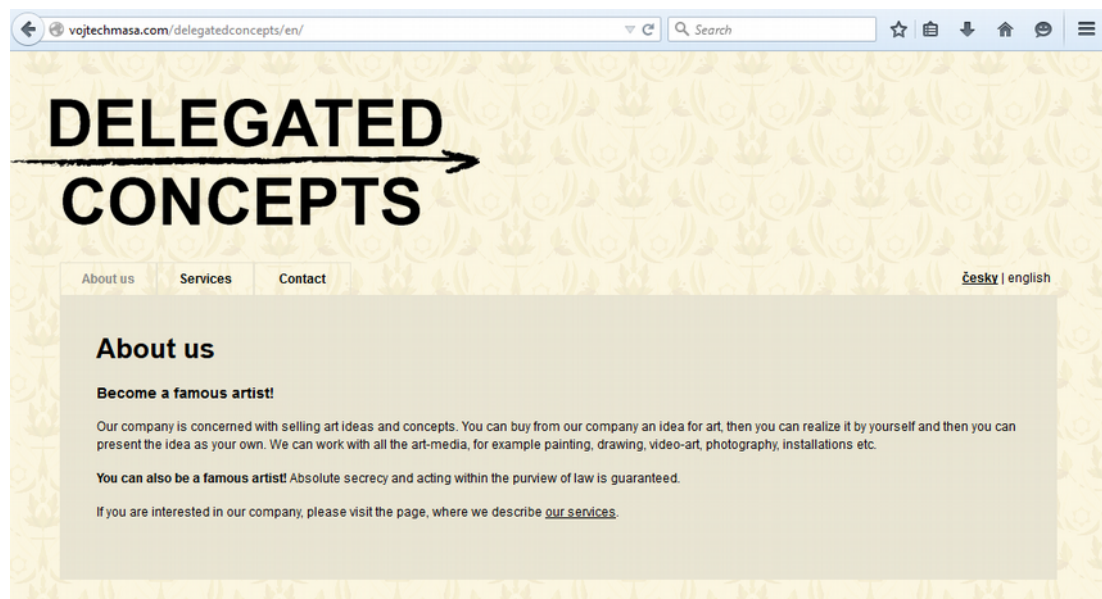 vojtechmasa.com/delegatedconcepts/en/
Search
DELEGATED
CONCEPTS
About us Services Contact česky | english
About us
Become a famous artist!
Our company is concerned with selling art ideas and concepts. You can buy from our company an idea for art, then you can realize it by yourself and then you can
present the idea as your own. We can work with all the art-media, for example painting, drawing, video-art, photography, installations etc.
You can also be a famous artist! Absolute secrecy and acting within the purview of law is guaranteed.
If you are interested in our company, please visit the page, where we describe our services.